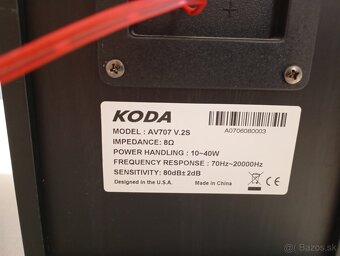 +
KODA
A0706080003
MODEL : AV707 V.2S
IMPEDANCE: 8Ω
POWER HANDLING : 10~40W
FREQUENCY RESPONSE : 70Hz~20000Hz
SENSITIVITY: 80dB± 2dB
Designed in the U.S.A. Made in China
Bazos.sk